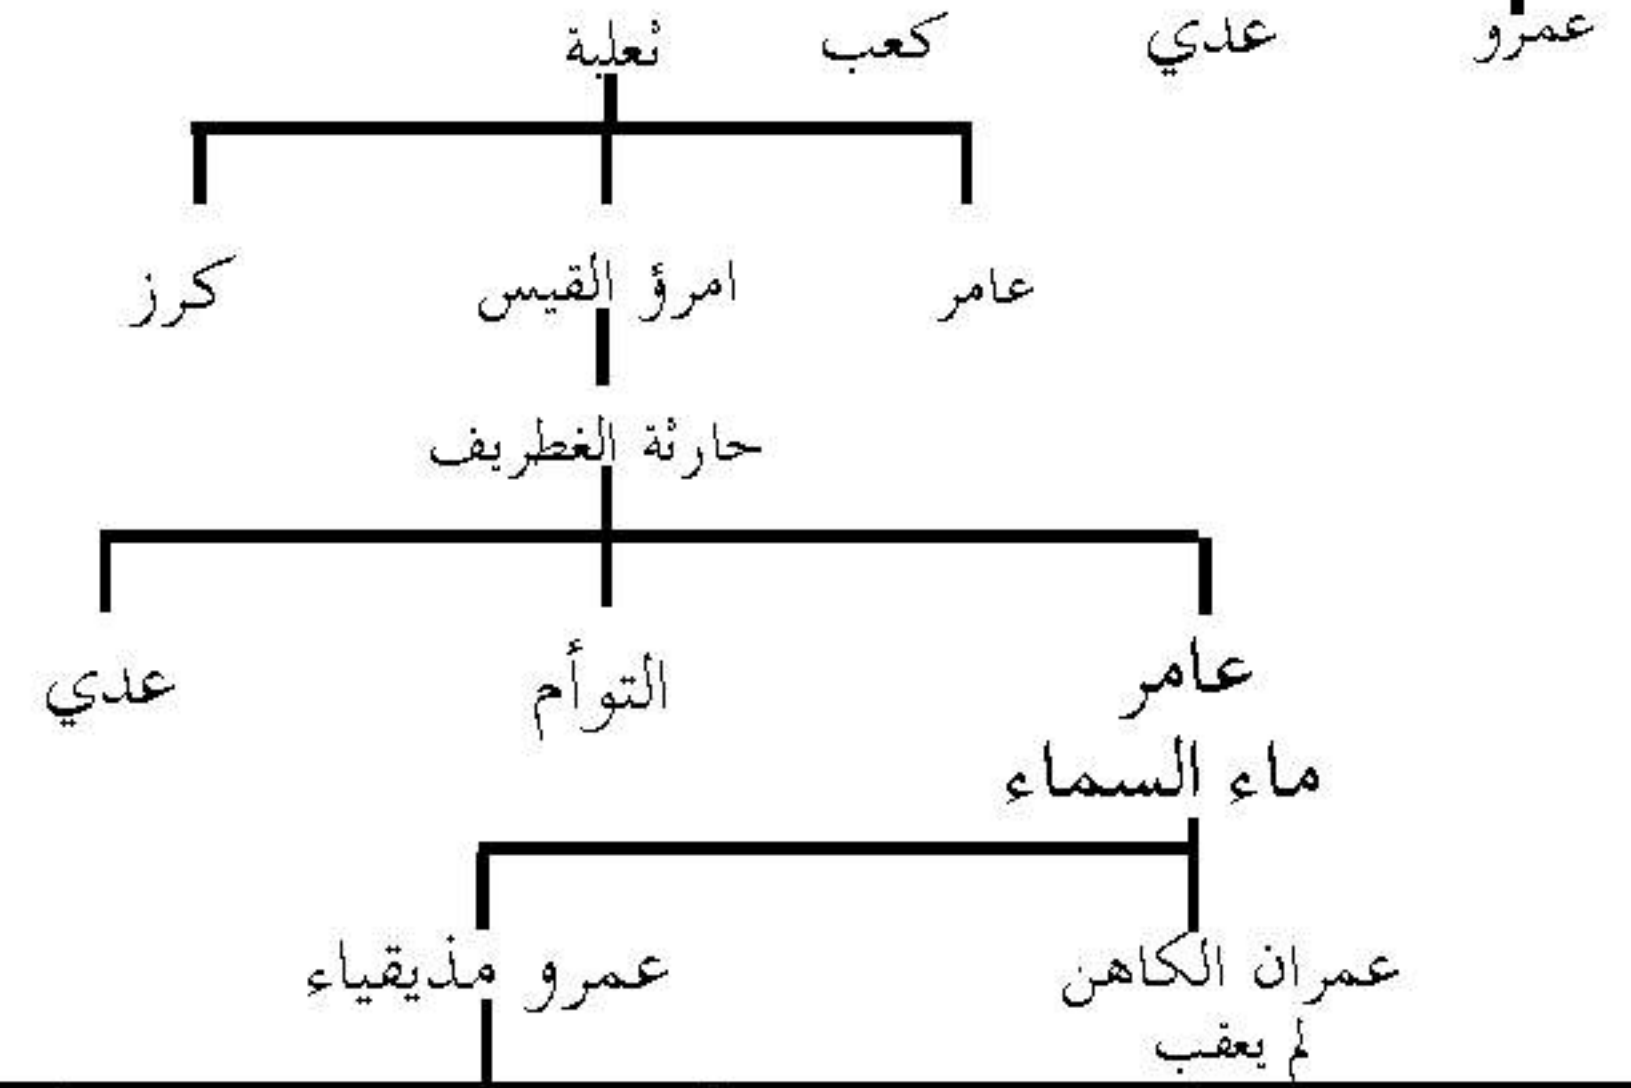 عمرو عدي كعب ثعلبة
عامر امرؤ القيس كرز
حارثة الغطريف
عامر التوأم عدي
ماء السماء
عمران الكاهن عمرو مذيقياء
لم يعقب